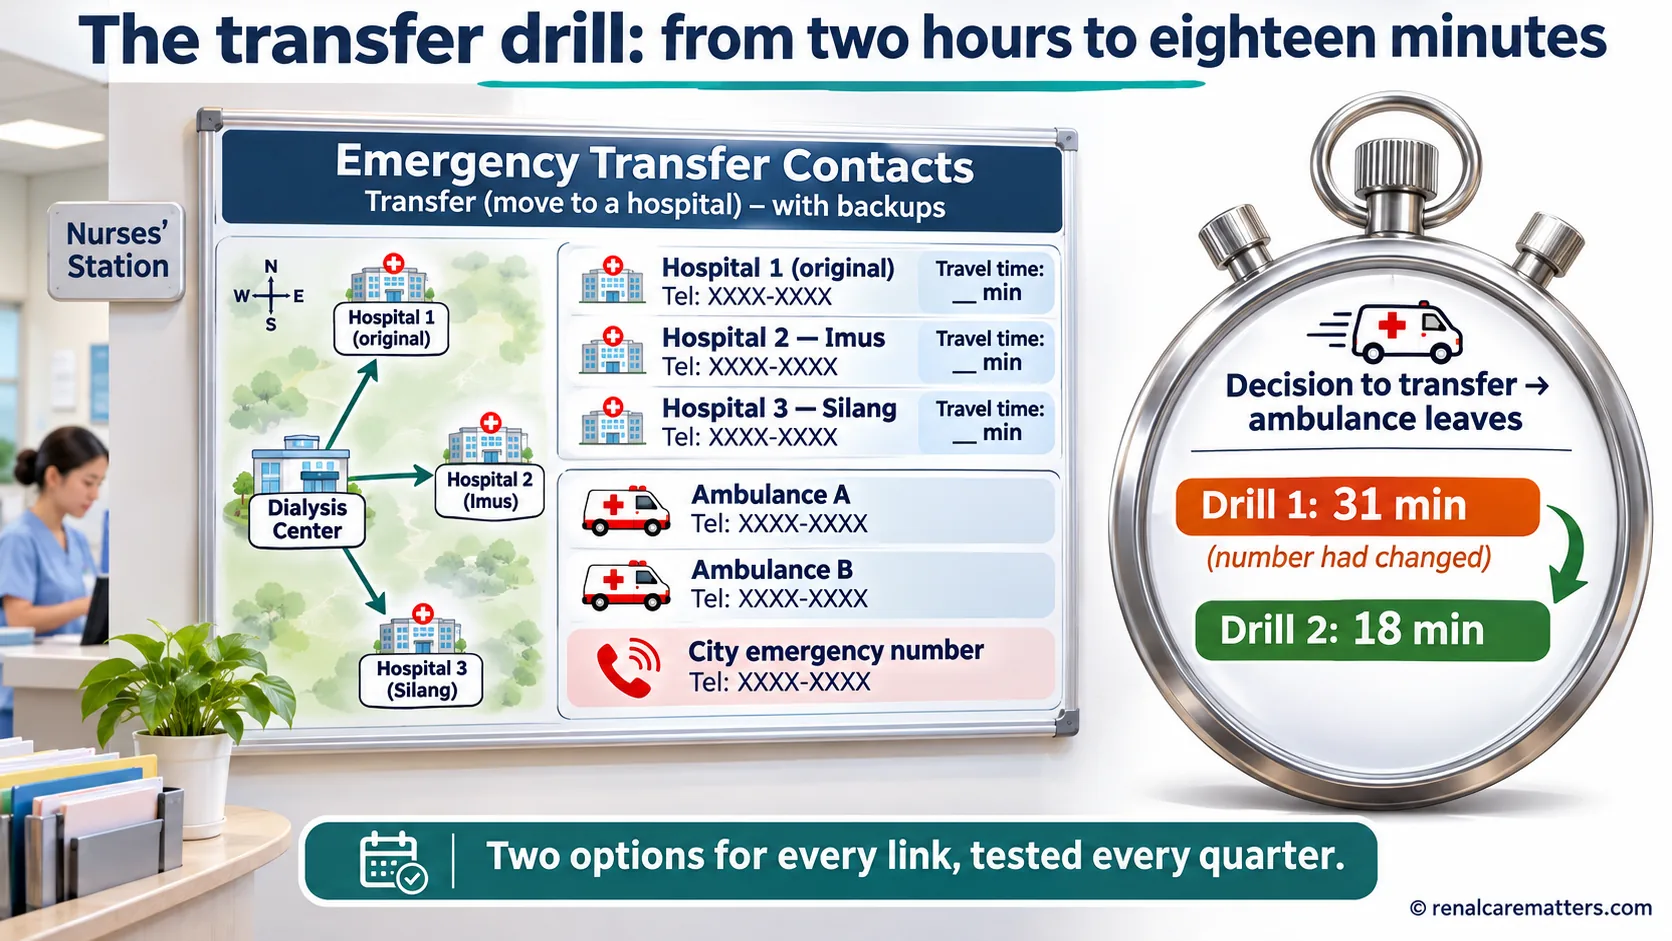 The transfer drill: from two hours to eighteen minutes
Nurses'
Station
Emergency Transfer Contacts
Transfer (move to a hospital) – with backups
N
W E
S
Hospital 1
(original)
Hospital 2
(Imus)
Dialysis
Center
Hospital 3
(Silang)
Hospital 1 (original)
Tel: XXXX-XXXX
Travel time:
__ min
Hospital 2 — Imus
Tel: XXXX-XXXX
Travel time:
__ min
Hospital 3 — Silang
Tel: XXXX-XXXX
Travel time:
__ min
Ambulance A
Tel: XXXX-XXXX
Ambulance B
Tel: XXXX-XXXX
City emergency number
Tel: XXXX-XXXX
Decision to transfer →
ambulance leaves
Drill 1: 31 min
(number had changed)
Drill 2: 18 min
Two options for every link, tested every quarter.
© renalcarematters.com